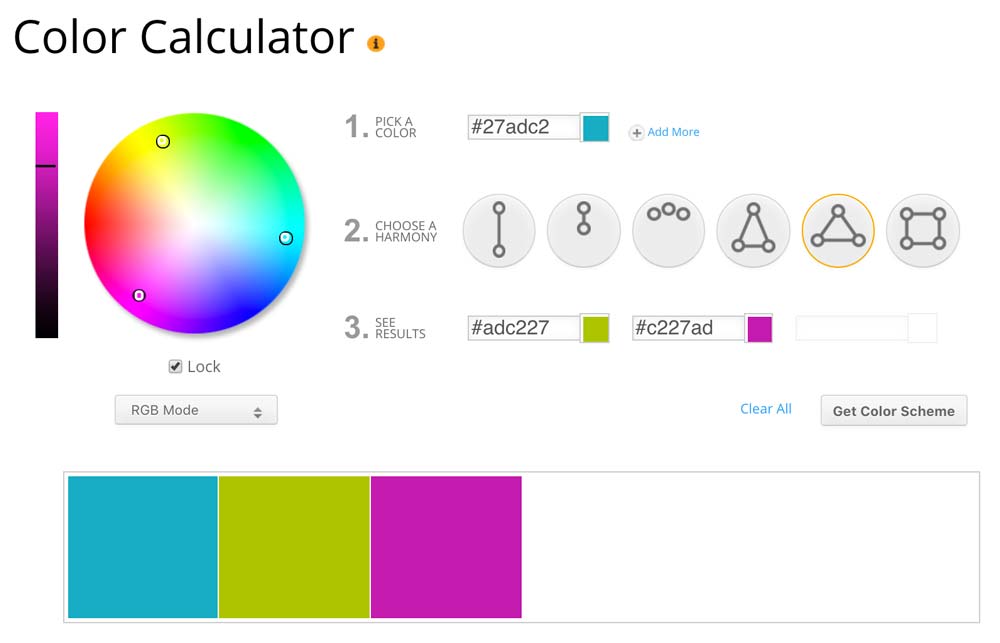 Color Calculator
1. PICK A
COLOR
#27adc2
Add More
2. CHOOSE A
HARMONY
3. SEE
RESULTS
#adc227
#c227ad
Lock
RGB Mode
Clear All
Get Color Scheme